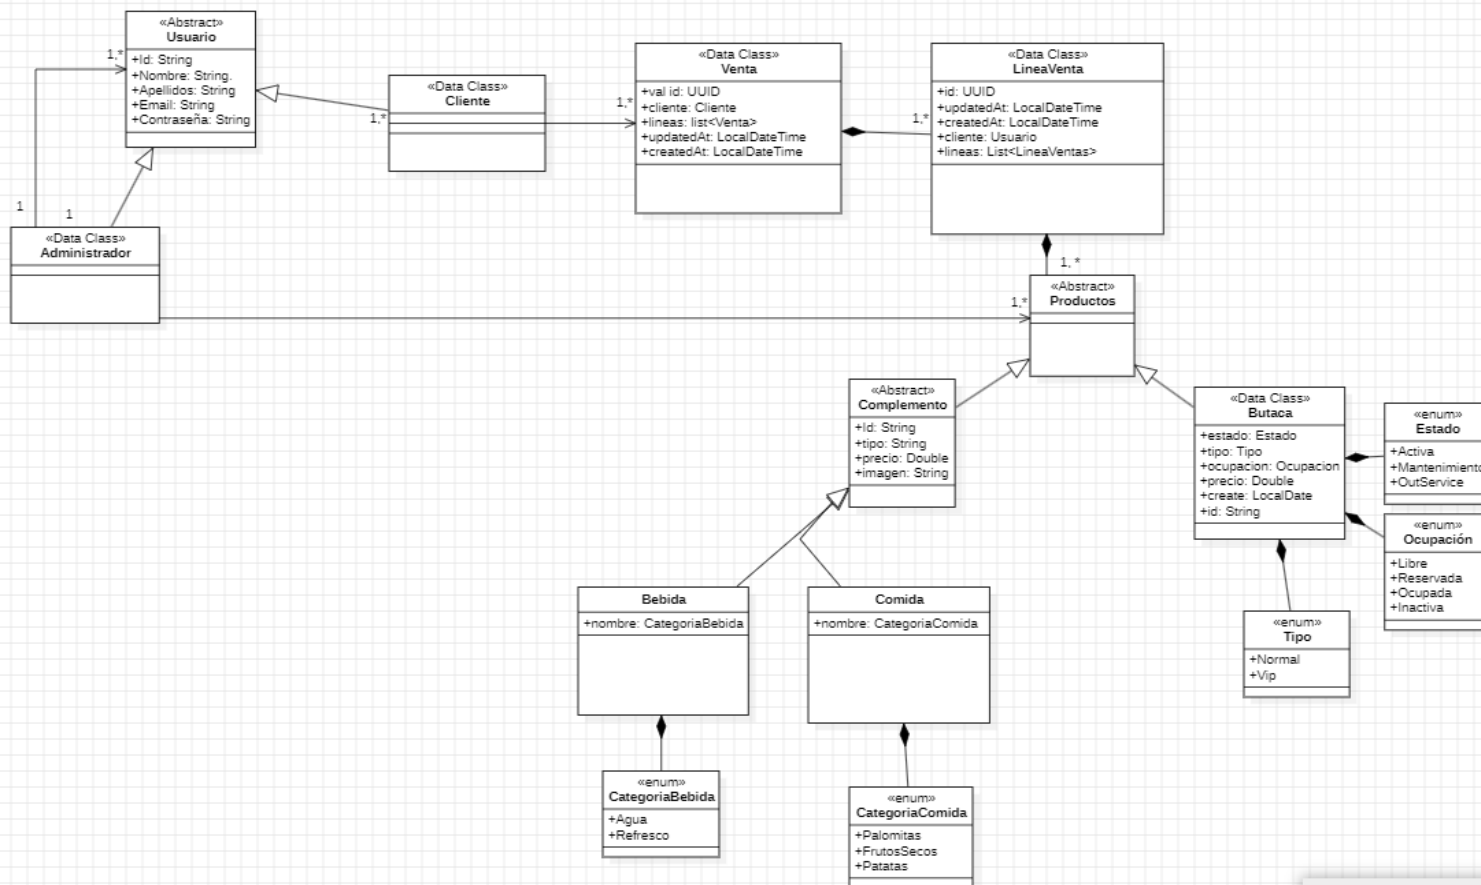 «Abstract»
Usuario
+Id: String
+Nombre: String.
+Apellidos: String
+Email: String
+Contraseña: String
1,*
1
1
«Data Class»
Administrador
«Data Class»
Cliente
1,*
1,*
«Data Class»
Venta
+val id: UUID
+cliente: Cliente
+lineas: list<Venta>
+updatedAt: LocalDateTime
+createdAt: LocalDateTime
1,*
«Data Class»
LineaVenta
+id: UUID
+updatedAt: LocalDateTime
+createdAt: LocalDateTime
+cliente: Usuario
+lineas: List<LineaVentas>
1, *
1,*
«Abstract»
Productos
«Abstract»
Complemento
+Id: String
+tipo: String
+precio: Double
+imagen: String
«Data Class»
Butaca
+estado: Estado
+tipo: Tipo
+ocupacion: Ocupacion
+precio: Double
+create: LocalDate
+id: String
«enum»
Estado
+Activa
+Mantenimiento
+OutService
«enum»
Ocupación
+Libre
+Reservada
+Ocupada
+Inactiva
«enum»
Tipo
+Normal
+Vip
Bebida
+nombre: CategoriaBebida
Comida
+nombre: CategoriaComida
«enum»
CategoriaBebida
+Agua
+Refresco
«enum»
CategoriaComida
+Palomitas
+FrutosSecos
+Patatas